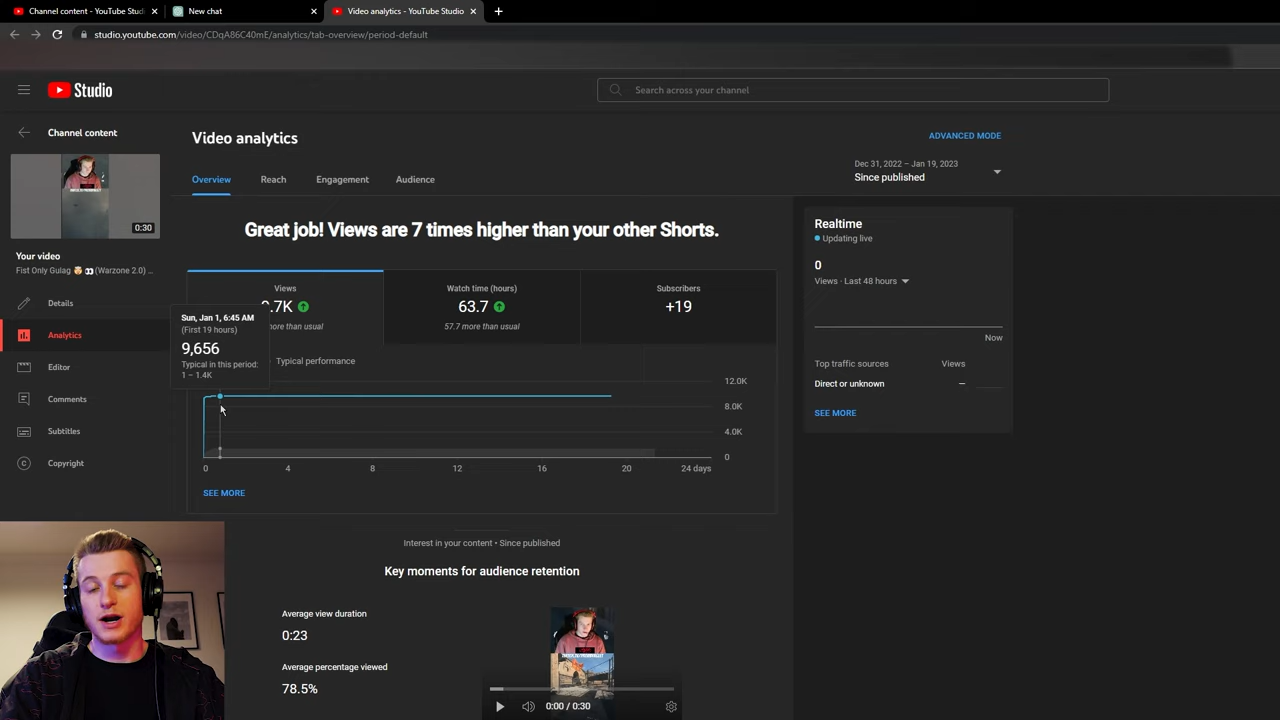 Channel content - YouTube Studi
New chat
Video analytics - YouTube Studio
studio.youtube.com/video/CDqA86C40mE/analytics/tab-overview/period-default
Studio
Search across your channel
Channel content
0:30
Your video
Fist Only Gulag 🤯 👀(Warzone 2.0) ...
Details
Analytics
Editor
Comments
Subtitles
Copyright
Video analytics
ADVANCED MODE
Overview
Reach
Engagement
Audience
Dec 31, 2022 – Jan 19, 2023
Since published
Great job! Views are 7 times higher than your other Shorts.
Views
9.7K
more than usual
Watch time (hours)
63.7
57.7 more than usual
Subscribers
+19
Sun, Jan 1, 6:45 AM
(First 19 hours)
9,656
Typical in this period:
1 – 1.4K
Typical performance
12.0K
8.0K
4.0K
0
0 4 8 12 16 20 24 days
SEE MORE
Realtime
Updating live
0
Views · Last 48 hours
Now
Top traffic sources Views
Direct or unknown —
SEE MORE
Interest in your content • Since published
Key moments for audience retention
Average view duration
0:23
Average percentage viewed
78.5%
0:00 / 0:30